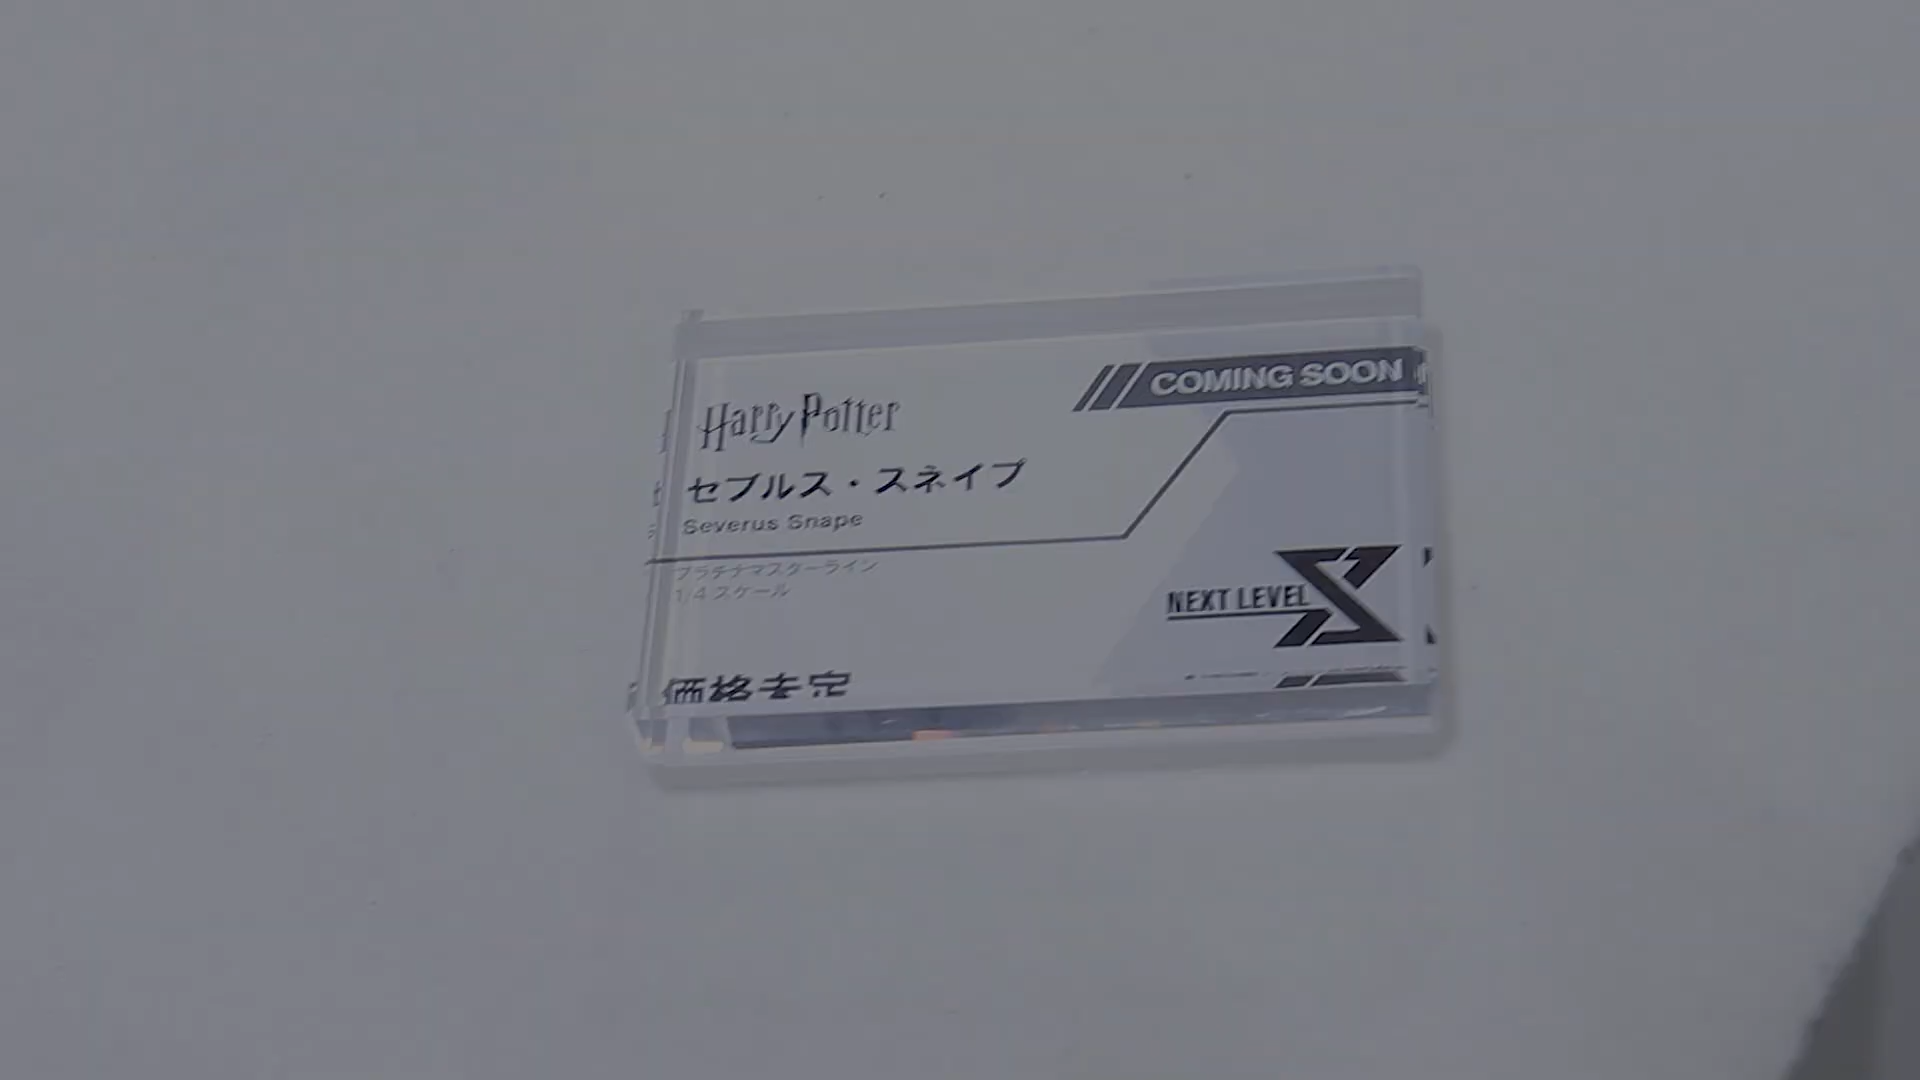 COMING SOON
Harry Potter
セブルス・スネイプ
Severus Snape
プラチナマスターライン
1/4 スケール
NEXT LEVEL
価格未定